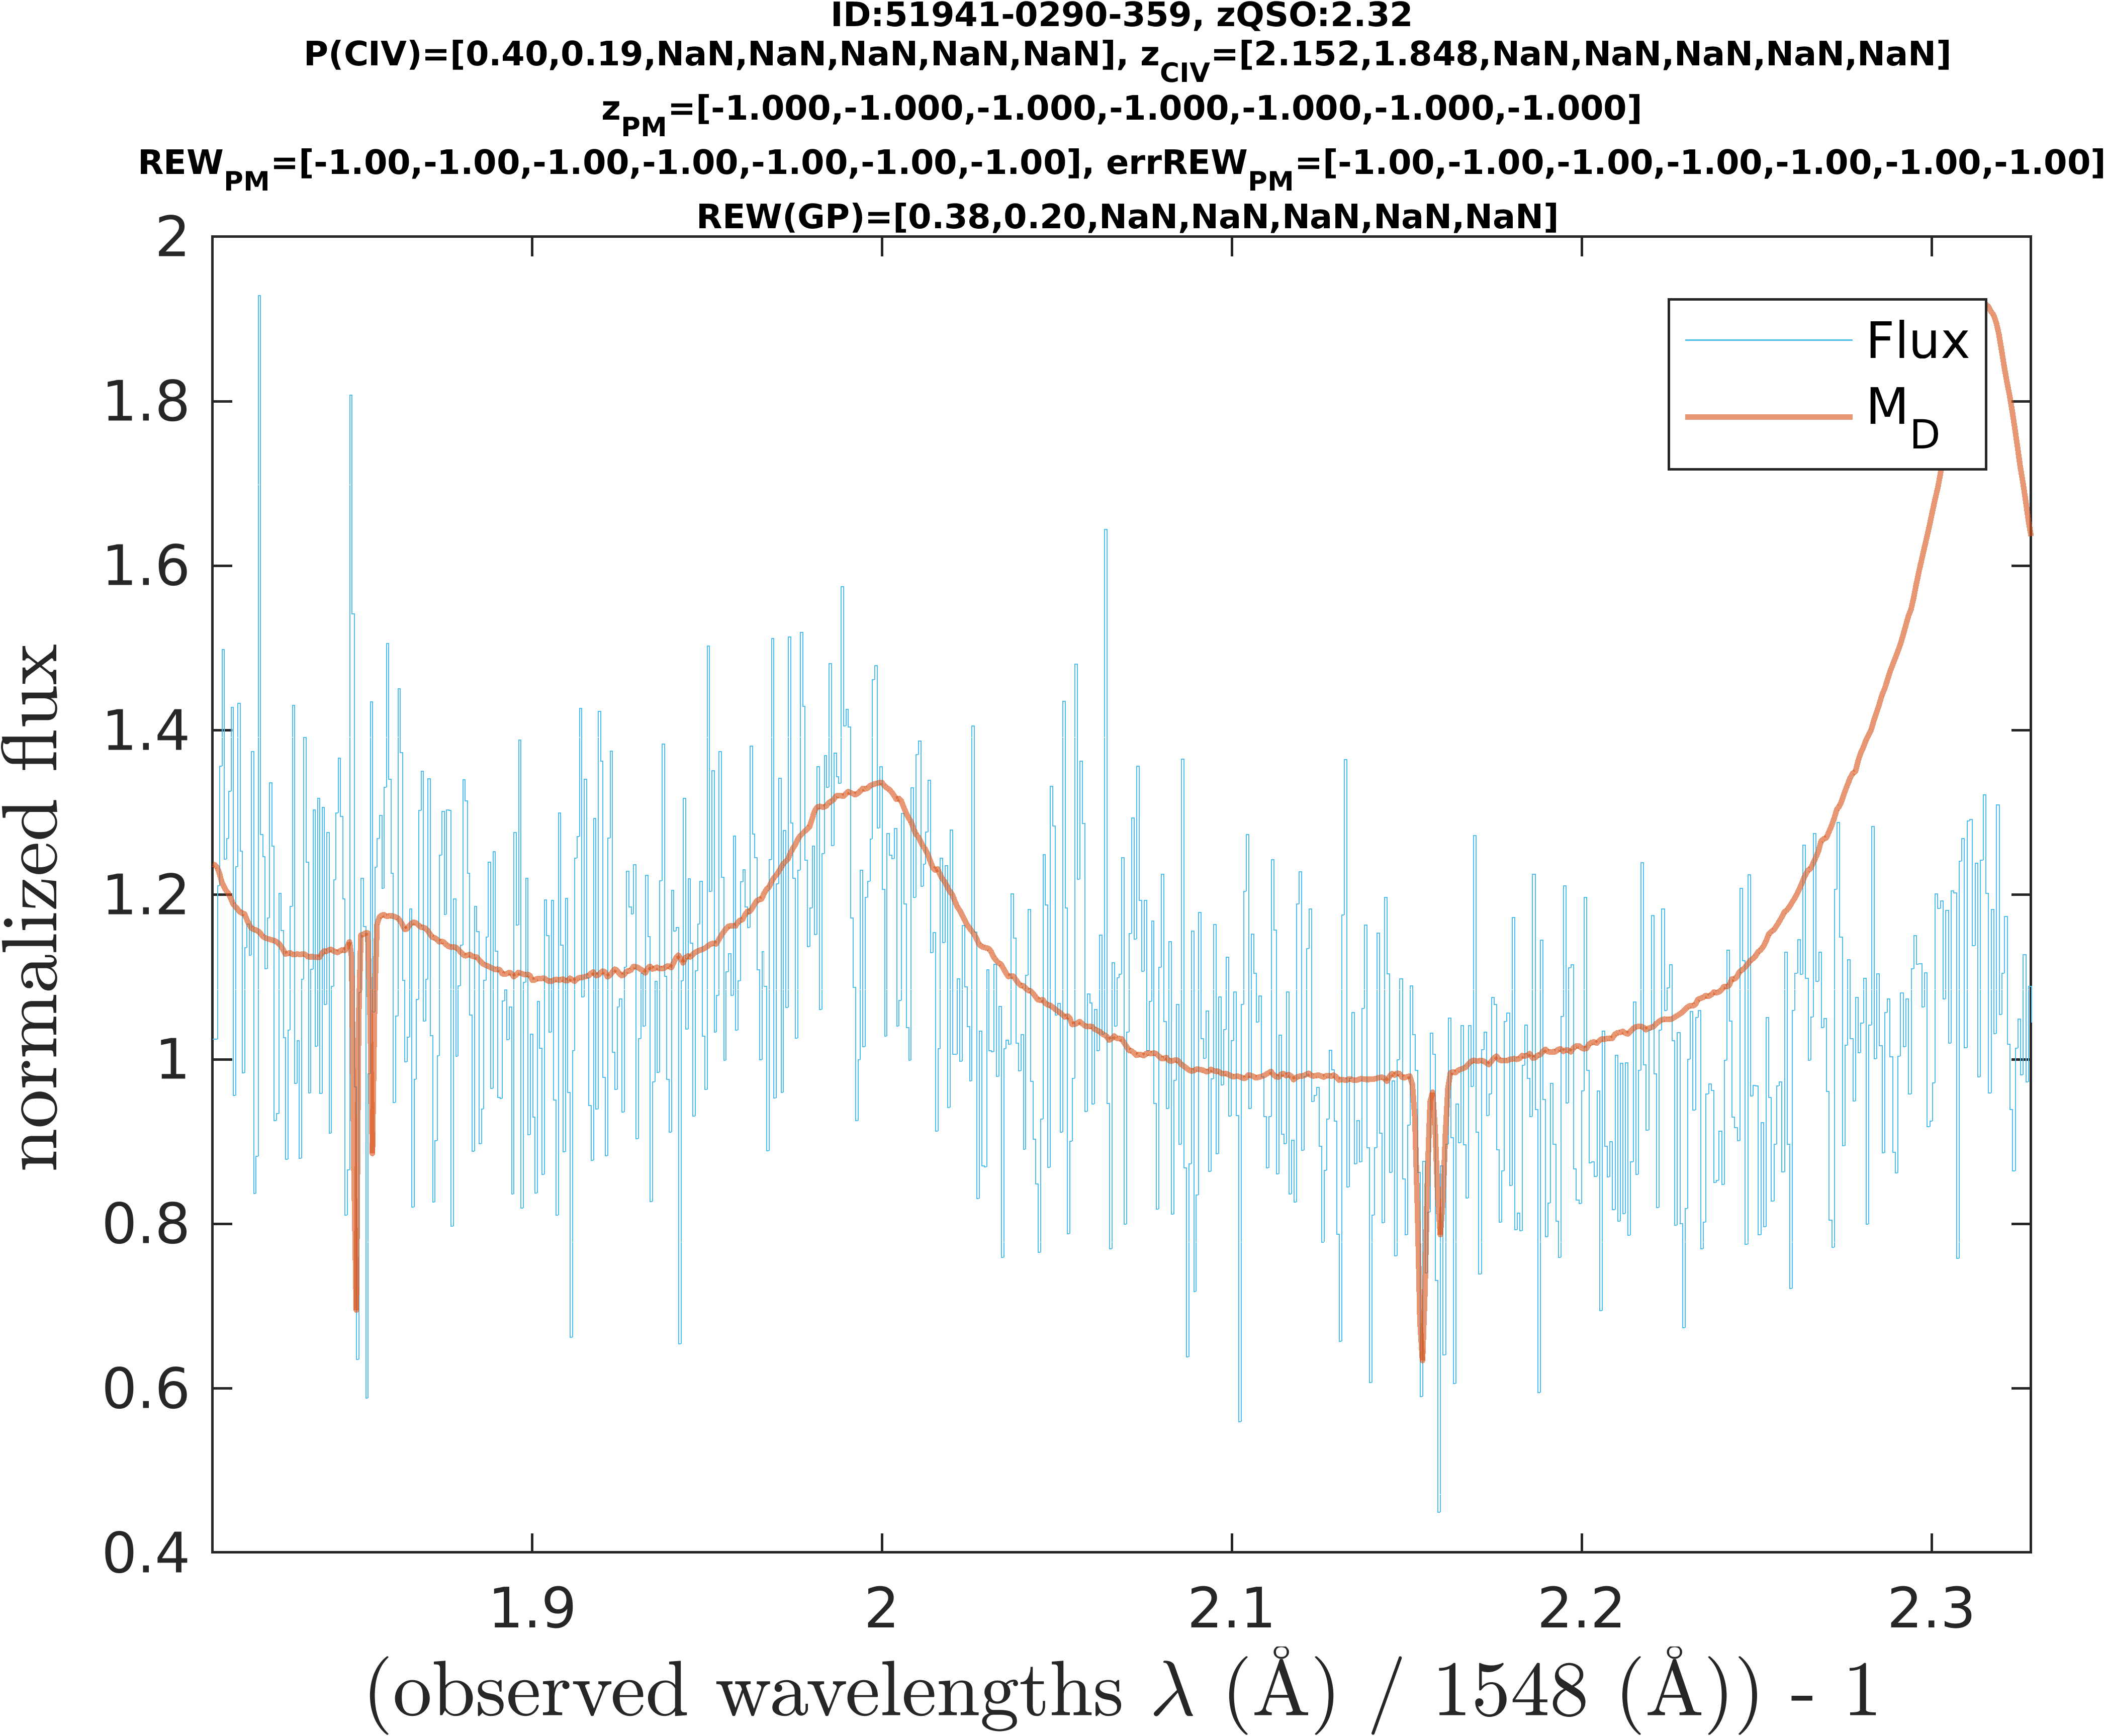 ID:51941-0290-359, zQSO:2.32
P(CIV)=[0.40,0.19,NaN,NaN,NaN,NaN,NaN], zCIV=[2.152,1.848,NaN,NaN,NaN,NaN,NaN]
zPM=[-1.000,-1.000,-1.000,-1.000,-1.000,-1.000,-1.000]
REWPM=[-1.00,-1.00,-1.00,-1.00,-1.00,-1.00,-1.00], errREWPM=[-1.00,-1.00,-1.00,-1.00,-1.00,-1.00,-1.00]
REW(GP)=[0.38,0.20,NaN,NaN,NaN,NaN,NaN]
2
1.8
1.6
1.4
1.2
1
0.8
0.6
0.4
normalized flux
Flux
MD
1.9
2
2.1
2.2
2.3
(observed wavelengths λ (Å) / 1548 (Å)) - 1